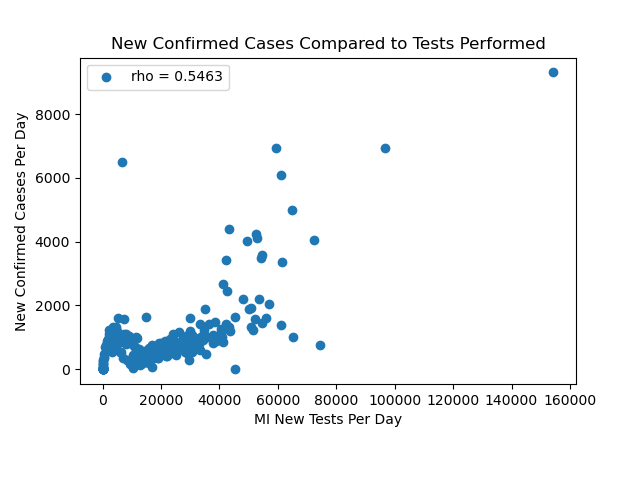 New Confirmed Cases Compared to Tests Performed
rho = 0.5463
New Confirmed Caeses Per Day
8000
6000
4000
2000
0
0 20000 40000 60000 80000 100000 120000 140000 160000
MI New Tests Per Day